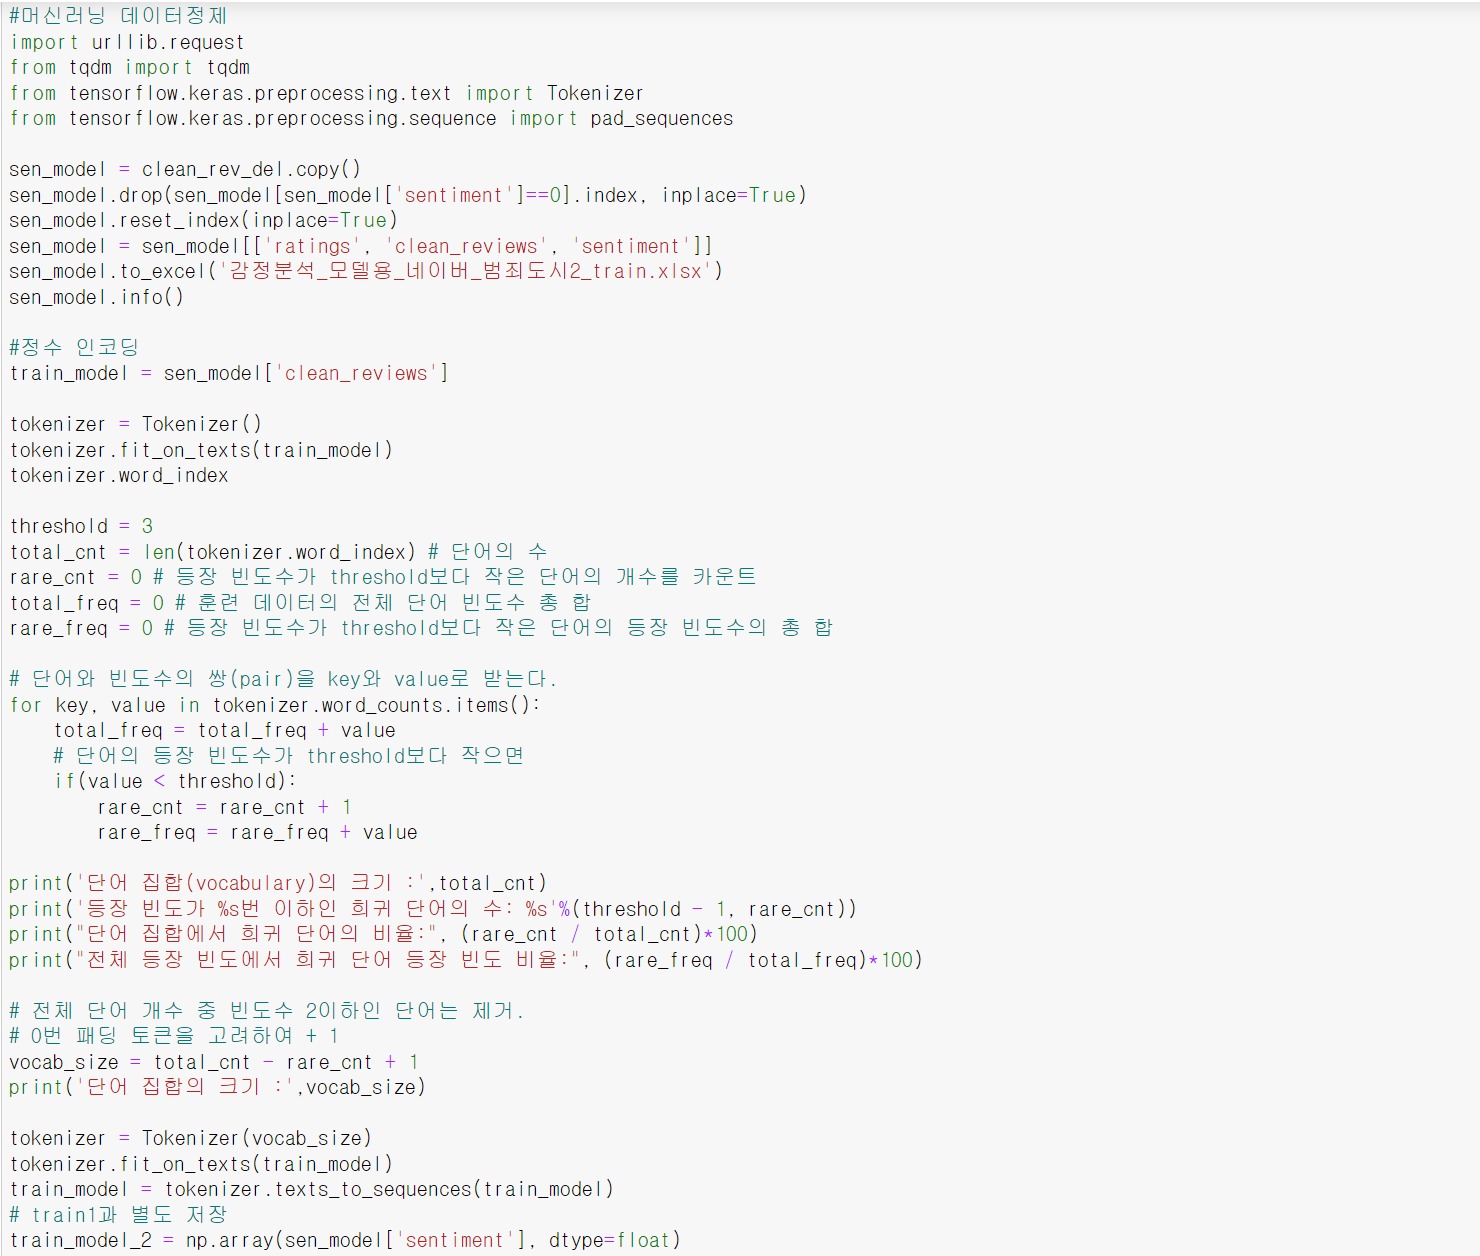 #머신러닝 데이터정제
import urllib.request
from tqdm import tqdm
from tensorflow.keras.preprocessing.text import Tokenizer
from tensorflow.keras.preprocessing.sequence import pad_sequences

sen_model = clean_rev_del.copy()
sen_model.drop(sen_model[sen_model['sentiment']==0].index, inplace=True)
sen_model.reset_index(inplace=True)
sen_model = sen_model[['ratings', 'clean_reviews', 'sentiment']]
sen_model.to_excel('감정분석_모델용_네이버_범죄도시2_train.xlsx')
sen_model.info()

#정수 인코딩
train_model = sen_model['clean_reviews']

tokenizer = Tokenizer()
tokenizer.fit_on_texts(train_model)
tokenizer.word_index

threshold = 3
total_cnt = len(tokenizer.word_index) # 단어의 수
rare_cnt = 0 # 등장 빈도수가 threshold보다 작은 단어의 개수를 카운트
total_freq = 0 # 훈련 데이터의 전체 단어 빈도수 총 합
rare_freq = 0 # 등장 빈도수가 threshold보다 작은 단어의 등장 빈도수의 총 합

# 단어와 빈도수의 쌍(pair)을 key와 value로 받는다.
for key, value in tokenizer.word_counts.items():
    total_freq = total_freq + value
    # 단어의 등장 빈도수가 threshold보다 작으면
    if(value < threshold):
        rare_cnt = rare_cnt + 1
        rare_freq = rare_freq + value

print('단어 집합(vocabulary)의 크기 :',total_cnt)
print('등장 빈도가 %s번 이하인 희귀 단어의 수: %s'%(threshold - 1, rare_cnt))
print("단어 집합에서 희귀 단어의 비율:", (rare_cnt / total_cnt)*100)
print("전체 등장 빈도에서 희귀 단어 등장 빈도 비율:", (rare_freq / total_freq)*100)

# 전체 단어 개수 중 빈도수 2이하인 단어는 제거.
# 0번 패딩 토큰을 고려하여 + 1
vocab_size = total_cnt - rare_cnt + 1
print('단어 집합의 크기 :',vocab_size)

tokenizer = Tokenizer(vocab_size)
tokenizer.fit_on_texts(train_model)
train_model = tokenizer.texts_to_sequences(train_model)
# train1과 별도 저장
train_model_2 = np.array(sen_model['sentiment'], dtype=float)